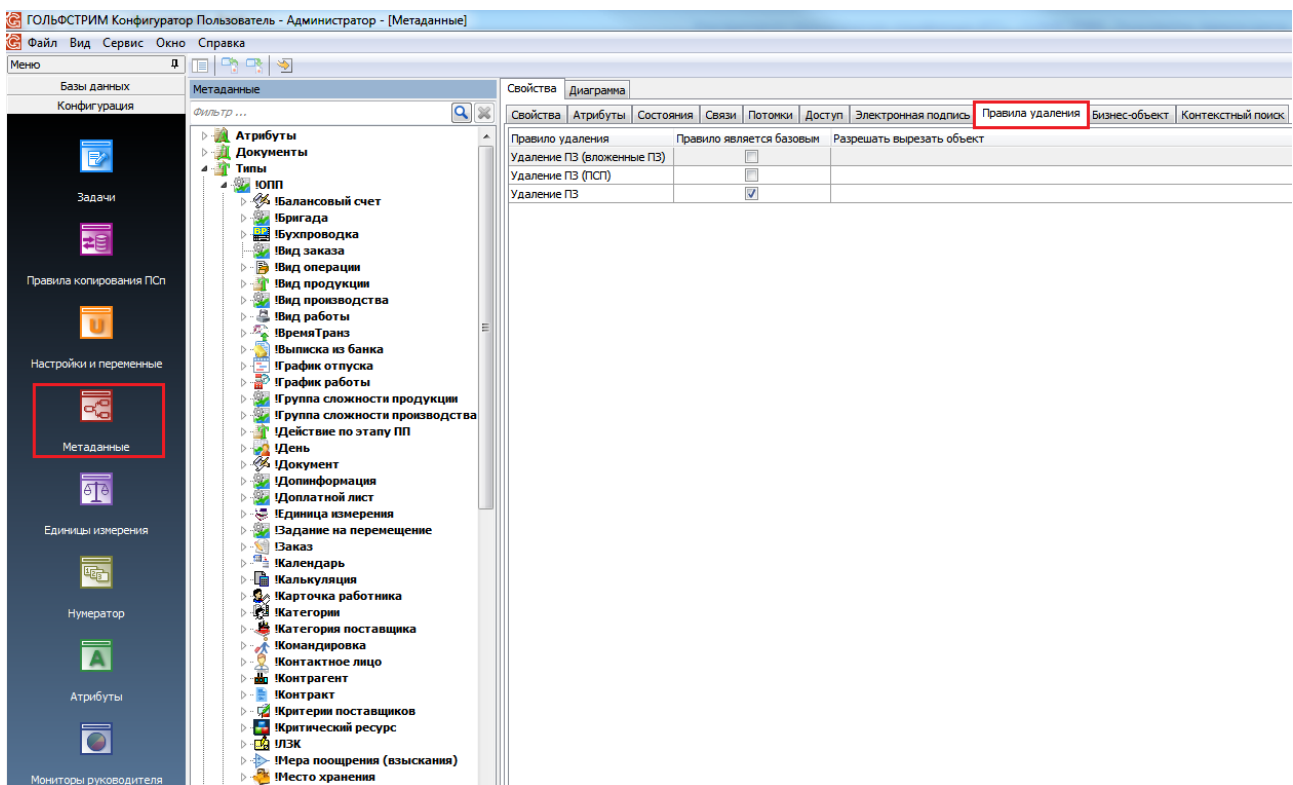 ГОЛЬФСТРИМ Конфигуратор Пользователь - Администратор - [Метаданные]
Файл Вид Сервис Окно Справка
Меню
Базы данных
Конфигурация
Задачи
Правила копирования ПСп
Настройки и переменные
Метаданные
Единицы измерения
Нумератор
Атрибуты
Мониторы руководителя
Метаданные
Фильтр ...
Атрибуты
Документы
Типы
!ОПП
!Балансовый счет
!Бригада
!Бухпроводка
!Вид заказа
!Вид операции
!Вид продукции
!Вид производства
!Вид работы
!ВремяТранз
!Выписка из банка
!График отпуска
!График работы
!Группа сложности продукции
!Группа сложности производства
!Действие по этапу ПП
!День
!Документ
!Допинформация
!Доплатной лист
!Единица измерения
!Задание на перемещение
!Заказ
!Календарь
!Калькуляция
!Карточка работника
!Категории
!Категория поставщика
!Командировка
!Контактное лицо
!Контрагент
!Контракт
!Критерии поставщиков
!Критический ресурс
!ЛЗК
!Мера поощрения (взыскания)
!Место хранения
Свойства Диаграмма
Свойства Атрибуты Состояния Связи Потомки Доступ Электронная подпись Правила удаления Бизнес-объект Контекстный поиск
Правило удаления Правило является базовым Разрешать вырезать объект
Удаление ПЗ (вложенные ПЗ)
Удаление ПЗ (ПСП)
Удаление ПЗ